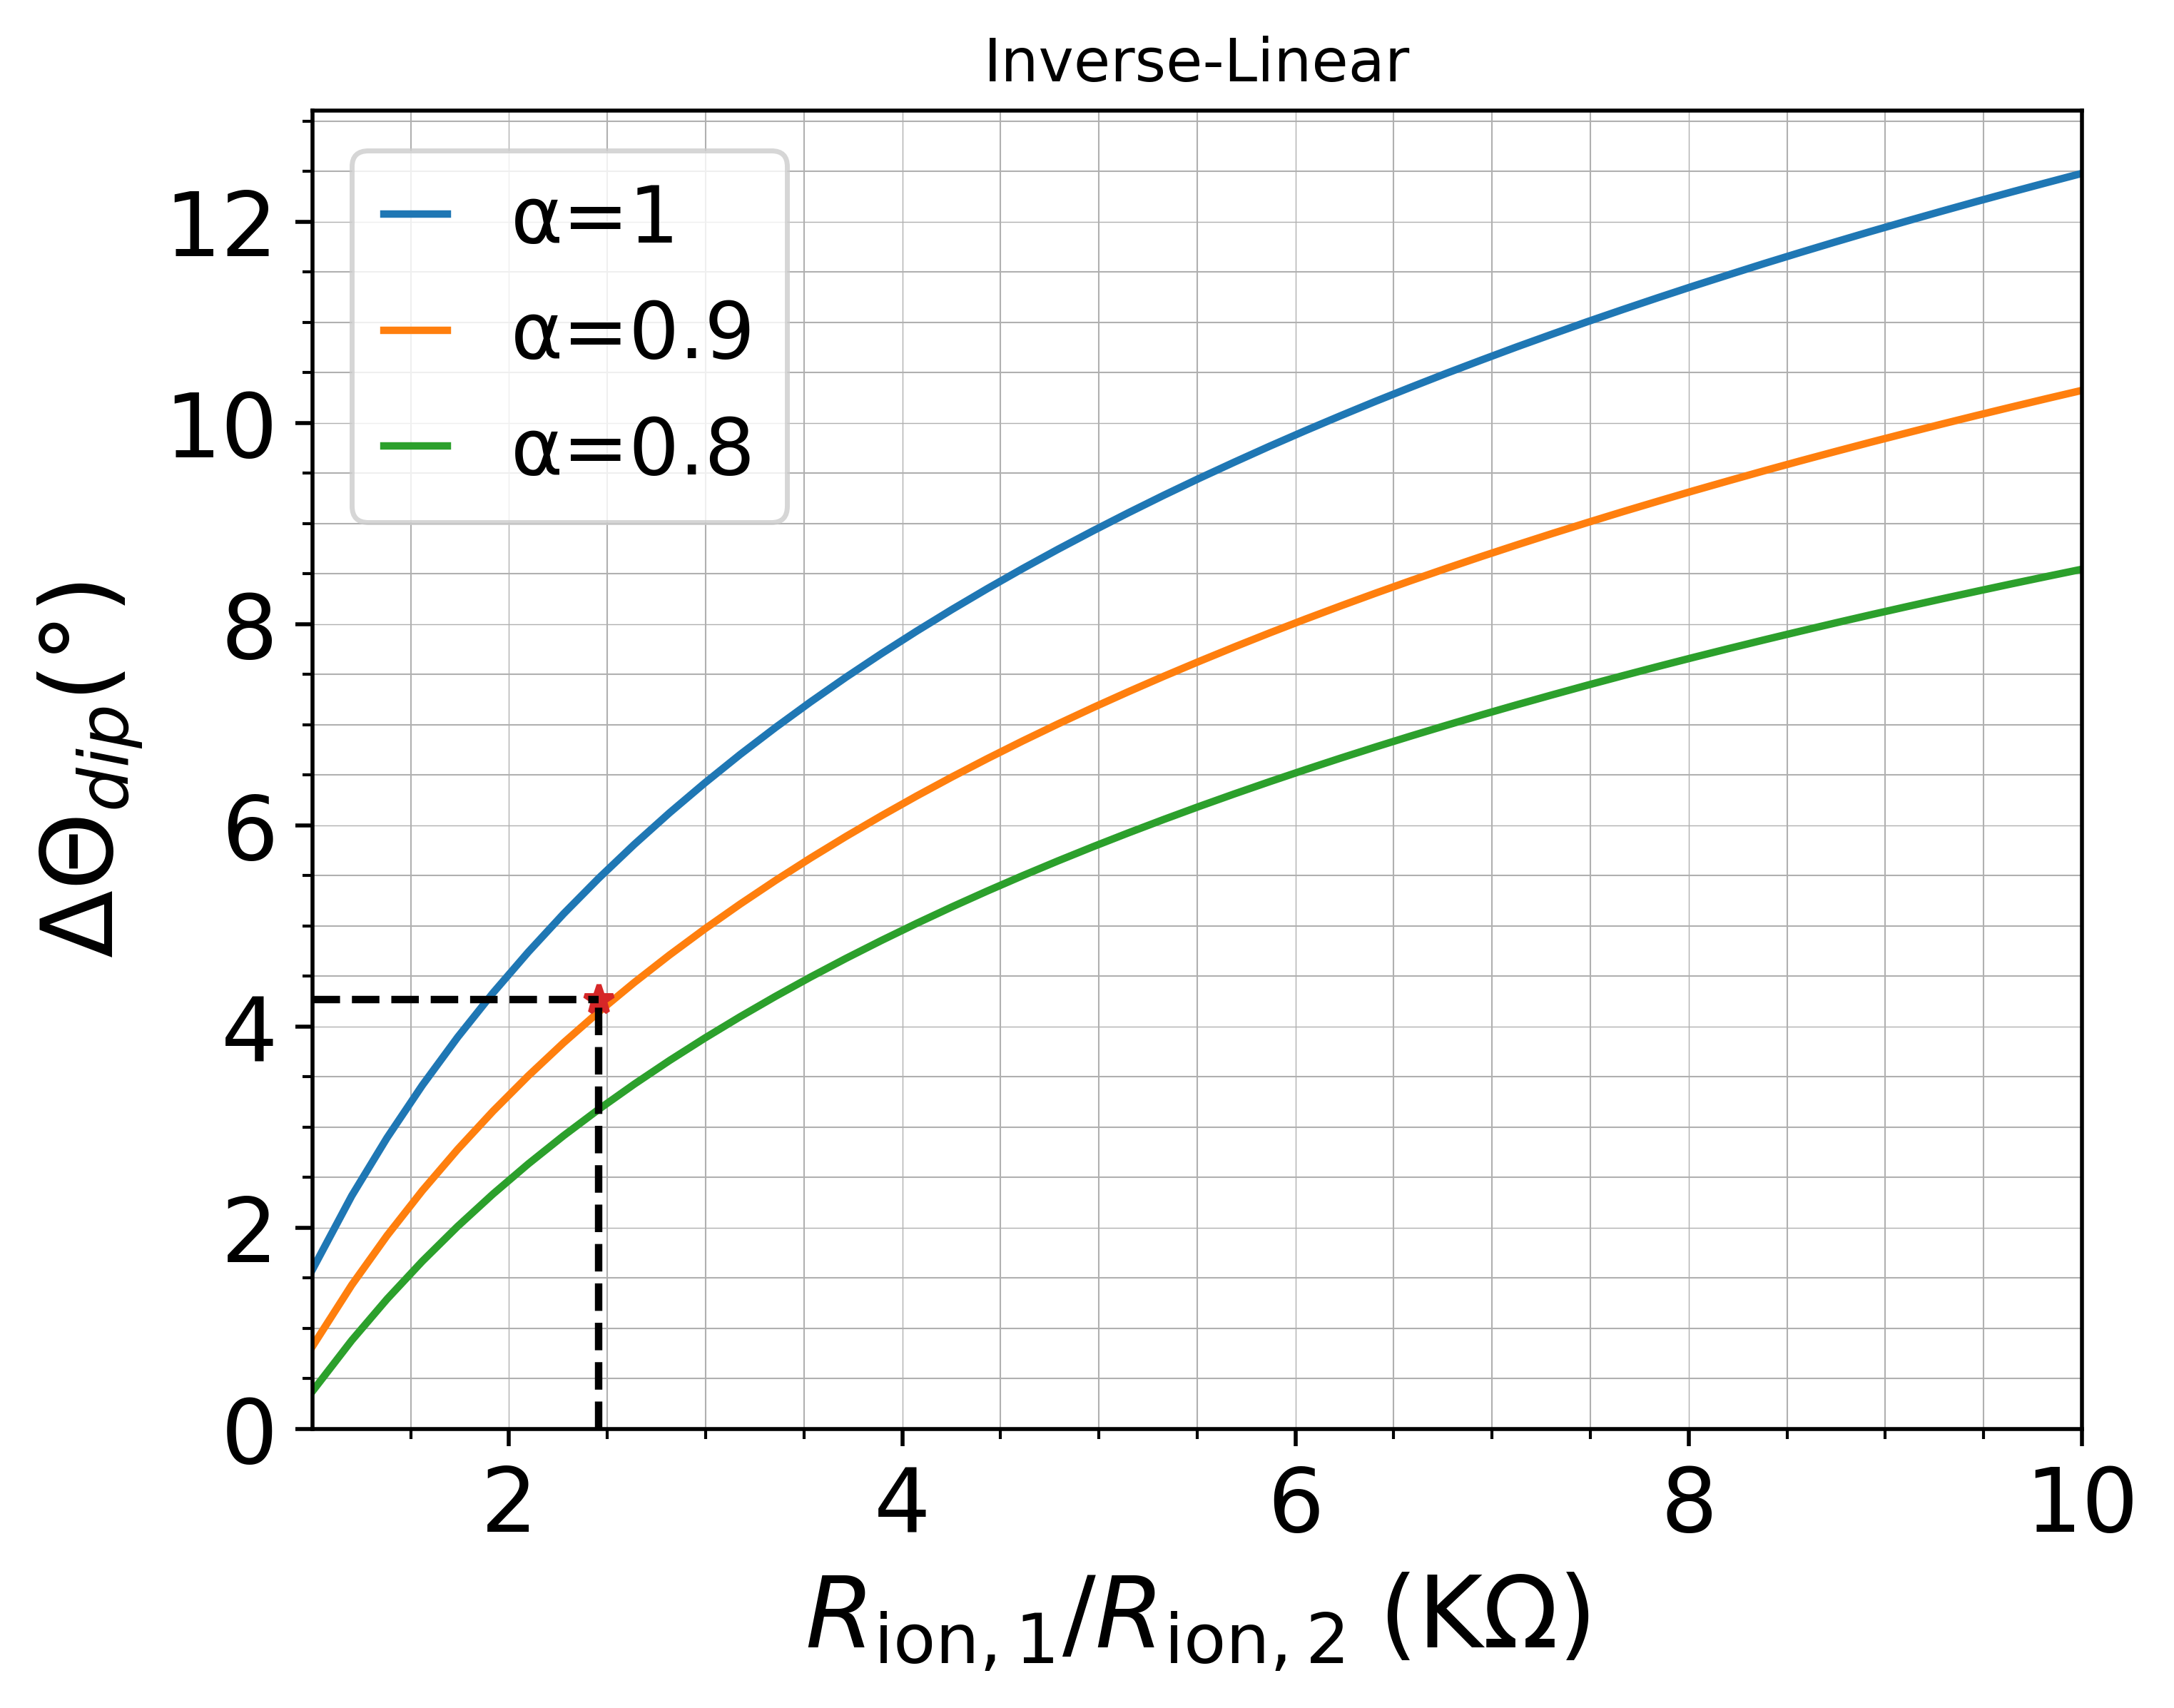 Inverse-Linear
α=1
α=0.9
α=0.8
12
10
8
6
4
2
0
ΔΘdip(°)
2 4 6 8 10
Rion, 1/Rion, 2 (KΩ)